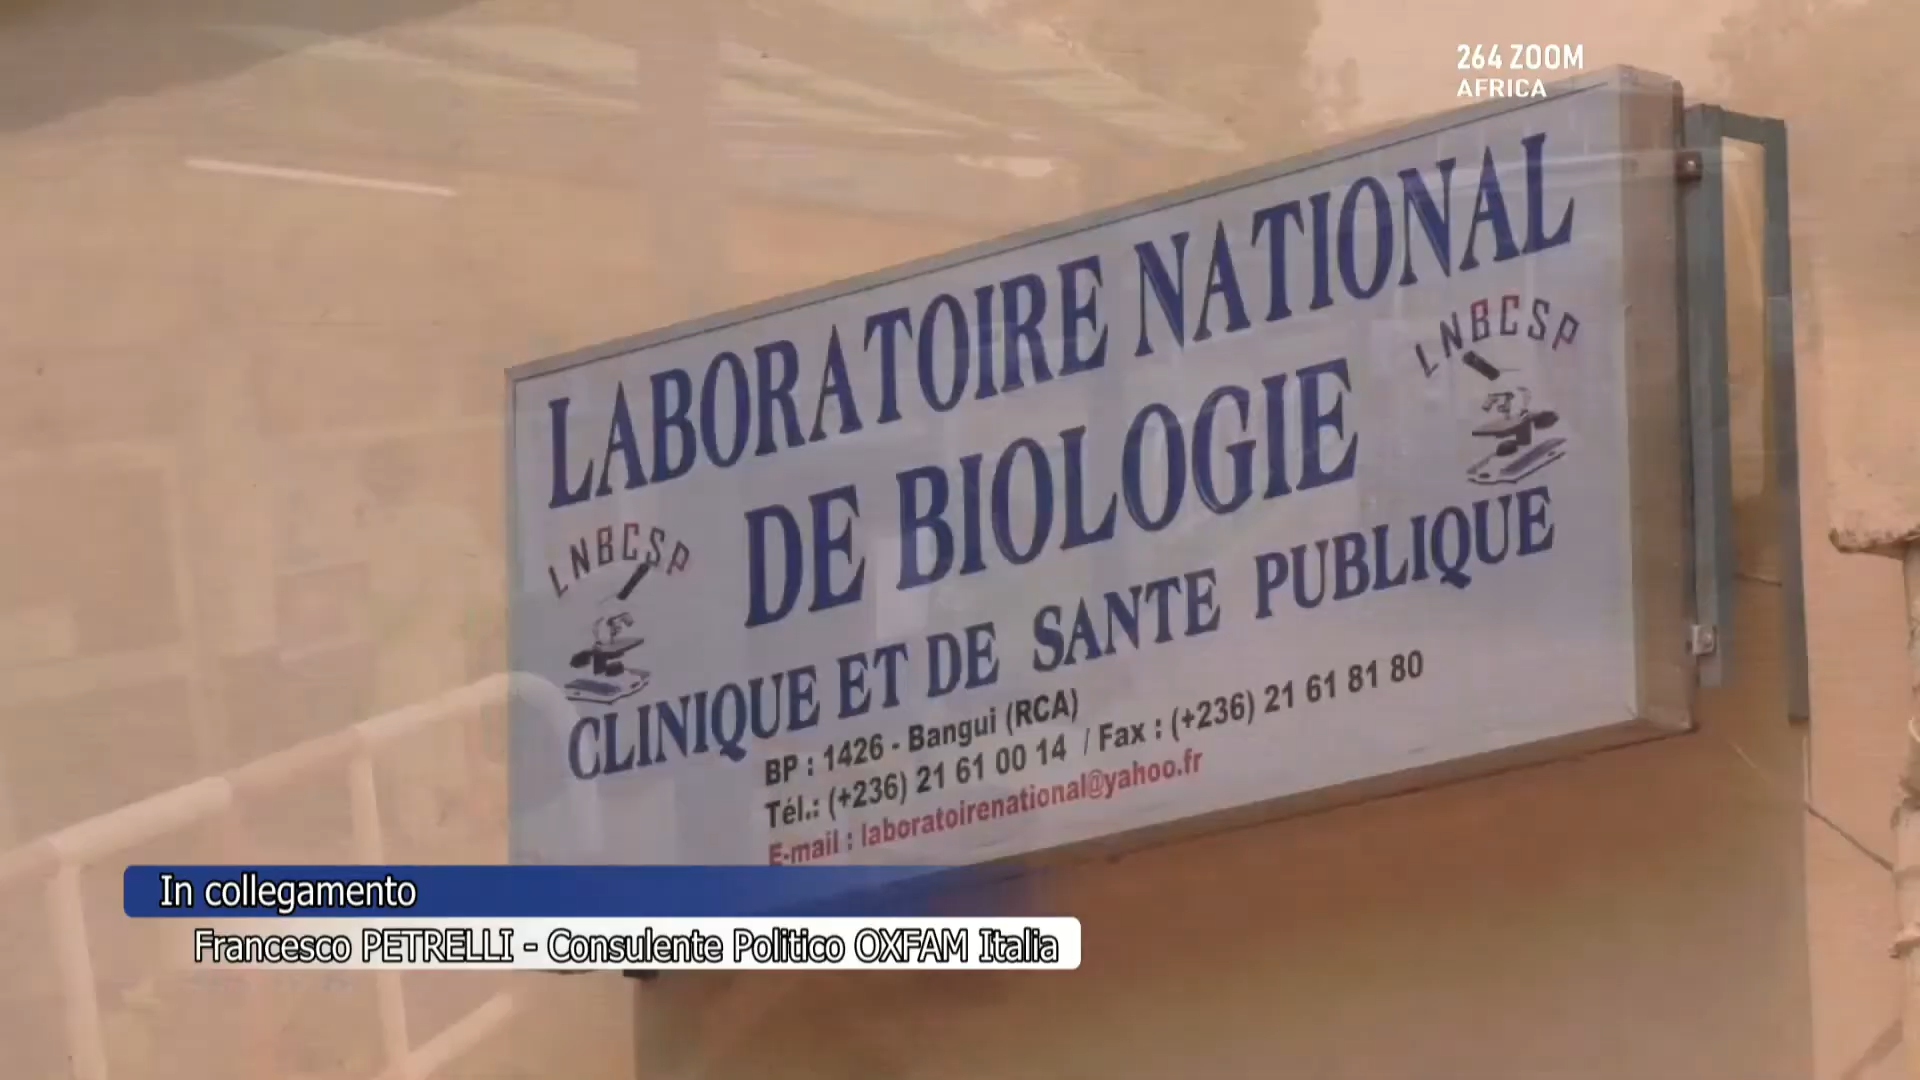 264 ZOOM
AFRICA
LABORATOIRE NATIONAL
DE BIOLOGIE
LNBCSP
LNBCSP
CLINIQUE ET DE SANTE PUBLIQUE
BP : 1426 - Bangui (RCA)
Tél.: (+236) 21 61 00 14 / Fax : (+236) 21 61 81 80
E-mail : laboratoirenational@yahoo.fr
In collegamento
Francesco PETRELLI - Consulente Politico OXFAM Italia